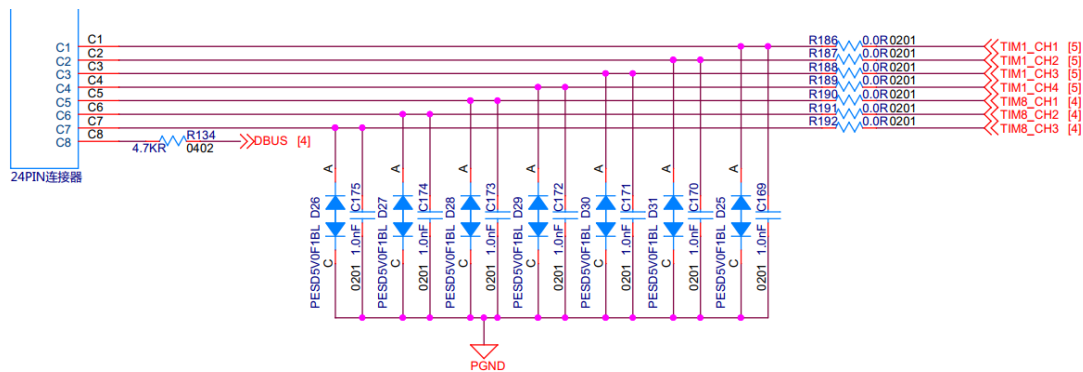 C1 C1 R186 0.0R 0201 TIM1_CH1 [5]
C2 C2 R187 0.0R 0201 TIM1_CH2 [5]
C3 C3 R188 0.0R 0201 TIM1_CH3 [5]
C4 C4 R189 0.0R 0201 TIM1_CH4 [5]
C5 C5 R190 0.0R 0201 TIM8_CH1 [4]
C6 C6 R191 0.0R 0201 TIM8_CH2 [4]
C7 C7 R192 0.0R 0201 TIM8_CH3 [4]
C8 C8 R134 DBUS [4]
4.7KR 0402
24PIN连接器
A A A A A A A
PESD5V0F1BL D26
1.0nF C175
PESD5V0F1BL D27
1.0nF C174
PESD5V0F1BL D28
1.0nF C173
PESD5V0F1BL D29
1.0nF C172
PESD5V0F1BL D30
1.0nF C171
PESD5V0F1BL D31
1.0nF C170
PESD5V0F1BL D25
1.0nF C169
C 0201 C 0201 C 0201 C 0201 C 0201 C 0201 C 0201
PGND